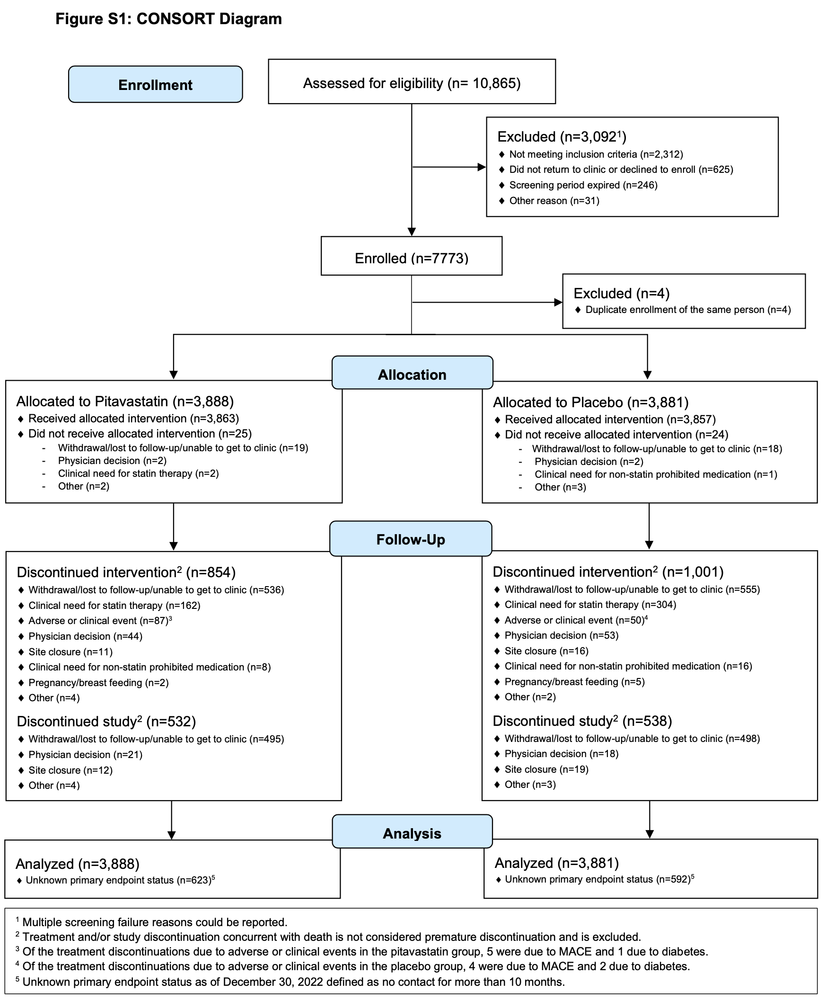 Figure S1: CONSORT Diagram
Enrollment
Assessed for eligibility (n= 10,865)
Excluded (n=3,092¹)
♦ Not meeting inclusion criteria (n=2,312)
♦ Did not return to clinic or declined to enroll (n=625)
♦ Screening period expired (n=246)
♦ Other reason (n=31)
Enrolled (n=7773)
Excluded (n=4)
♦ Duplicate enrollment of the same person (n=4)
Allocation
Allocated to Pitavastatin (n=3,888)
♦ Received allocated intervention (n=3,863)
♦ Did not receive allocated intervention (n=25)
- Withdrawal/lost to follow-up/unable to get to clinic (n=19)
- Physician decision (n=2)
- Clinical need for statin therapy (n=2)
- Other (n=2)
Allocated to Placebo (n=3,881)
♦ Received allocated intervention (n=3,857)
♦ Did not receive allocated intervention (n=24)
- Withdrawal/lost to follow-up/unable to get to clinic (n=18)
- Physician decision (n=2)
- Clinical need for non-statin prohibited medication (n=1)
- Other (n=3)
Follow-Up
Discontinued intervention² (n=854)
♦ Withdrawal/lost to follow-up/unable to get to clinic (n=536)
♦ Clinical need for statin therapy (n=162)
♦ Adverse or clinical event (n=87)³
♦ Physician decision (n=44)
♦ Site closure (n=11)
♦ Clinical need for non-statin prohibited medication (n=8)
♦ Pregnancy/breast feeding (n=2)
♦ Other (n=4)
Discontinued study² (n=532)
♦ Withdrawal/lost to follow-up/unable to get to clinic (n=495)
♦ Physician decision (n=21)
♦ Site closure (n=12)
♦ Other (n=4)
Discontinued intervention² (n=1,001)
♦ Withdrawal/lost to follow-up/unable to get to clinic (n=555)
♦ Clinical need for statin therapy (n=304)
♦ Adverse or clinical event (n=50)⁴
♦ Physician decision (n=53)
♦ Site closure (n=16)
♦ Clinical need for non-statin prohibited medication (n=16)
♦ Pregnancy/breast feeding (n=5)
♦ Other (n=2)
Discontinued study² (n=538)
♦ Withdrawal/lost to follow-up/unable to get to clinic (n=498)
♦ Physician decision (n=18)
♦ Site closure (n=19)
♦ Other (n=3)
Analysis
Analyzed (n=3,888)
♦ Unknown primary endpoint status (n=623)⁵
Analyzed (n=3,881)
♦ Unknown primary endpoint status (n=592)⁵
¹ Multiple screening failure reasons could be reported.
² Treatment and/or study discontinuation concurrent with death is not considered premature discontinuation and is excluded.
³ Of the treatment discontinuations due to adverse or clinical events in the pitavastatin group, 5 were due to MACE and 1 due to diabetes.
⁴ Of the treatment discontinuations due to adverse or clinical events in the placebo group, 4 were due to MACE and 2 due to diabetes.
⁵ Unknown primary endpoint status as of December 30, 2022 defined as no contact for more than 10 months.